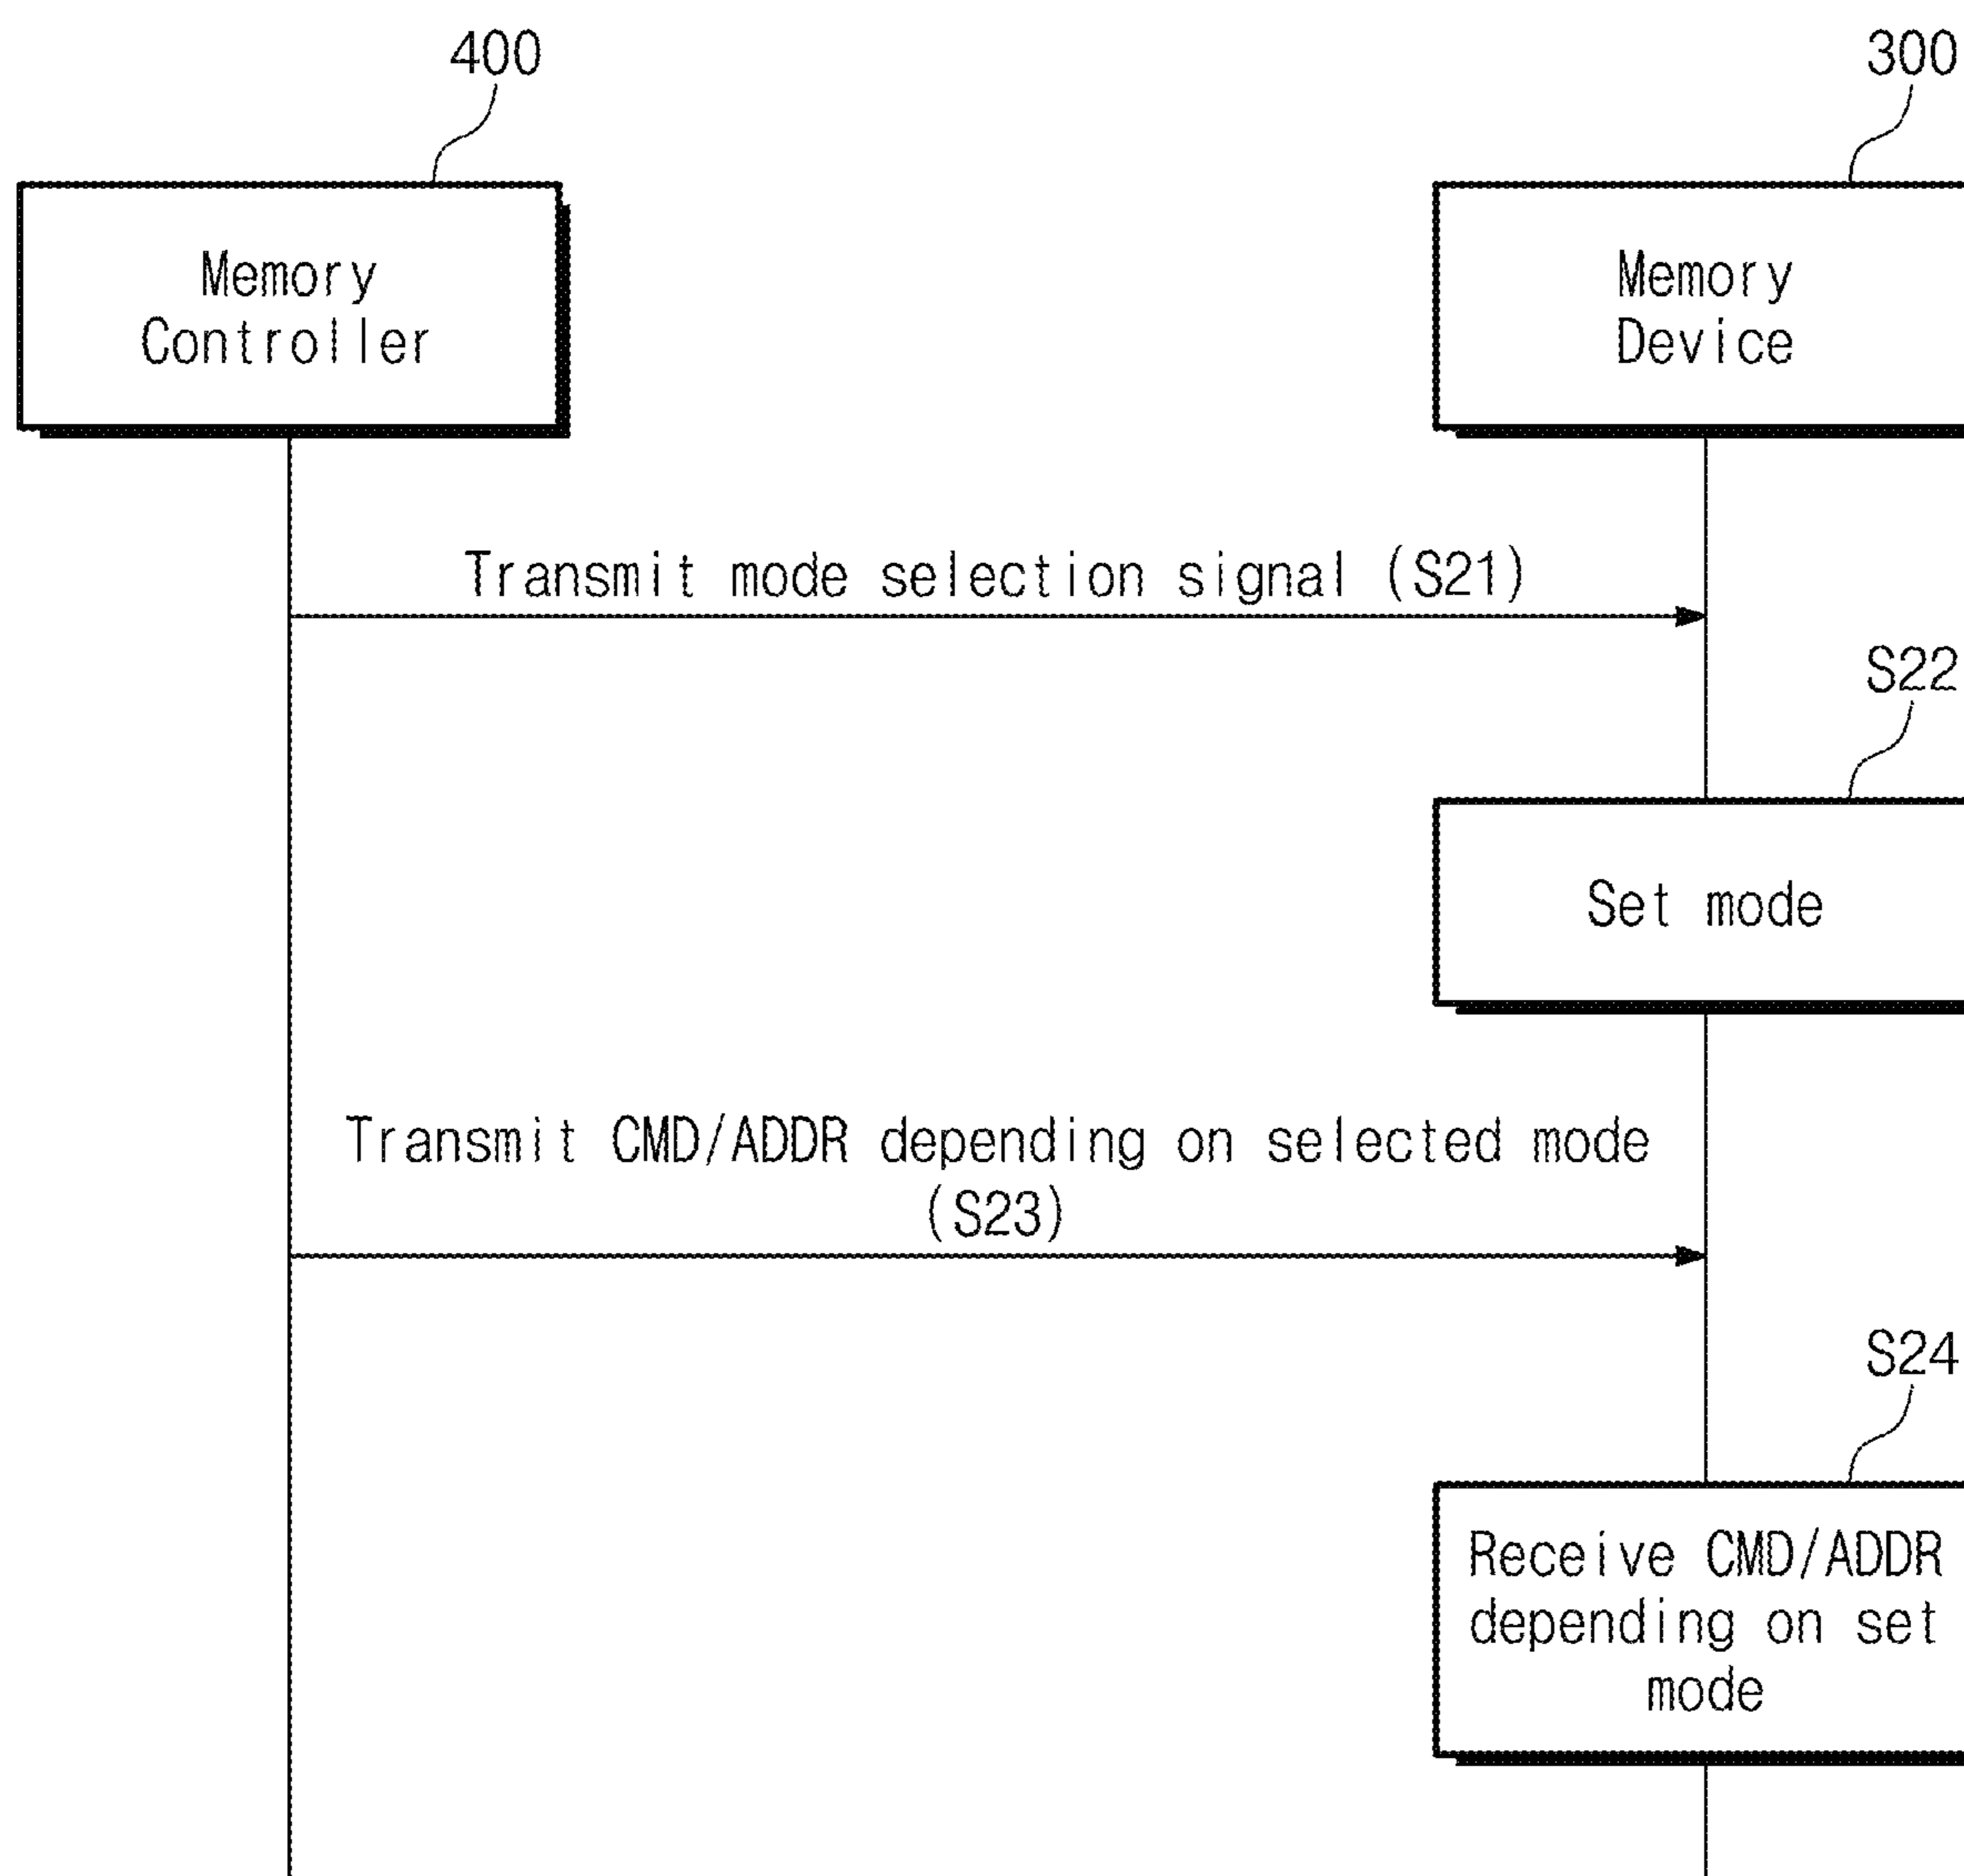 400
300
Memory
Controller
Memory
Device
Transmit mode selection signal (S21)
S22
Set mode
Transmit CMD/ADDR depending on selected mode
(S23)
S24
Receive CMD/ADDR
depending on set
mode